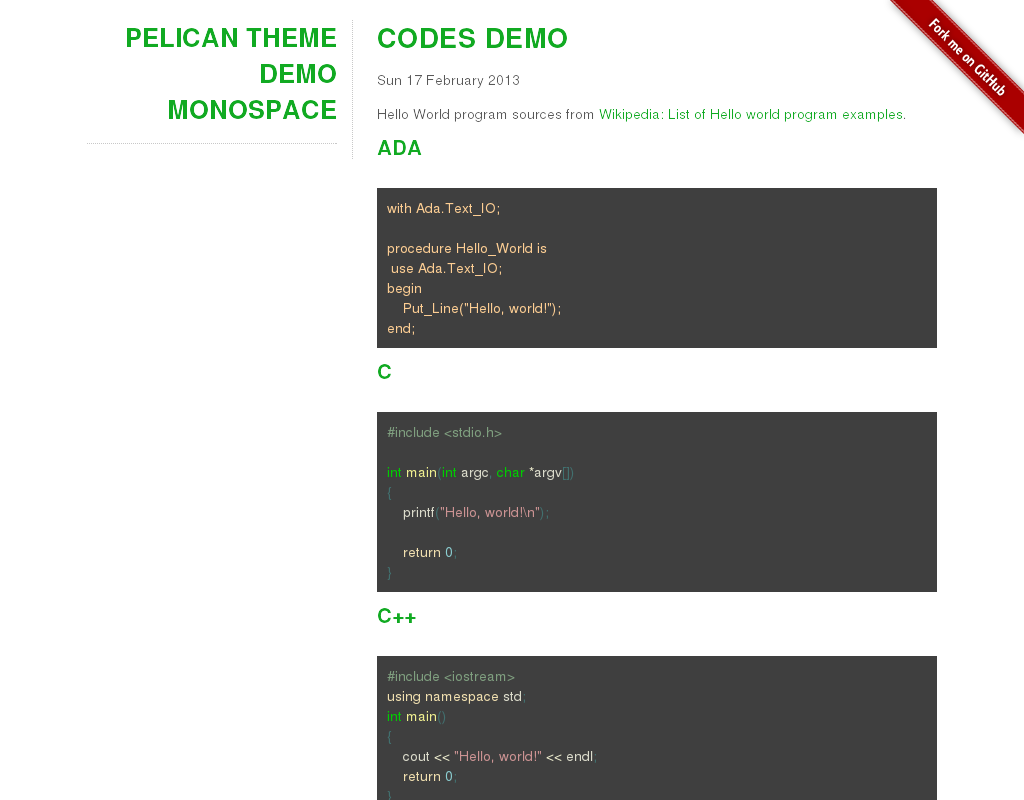 PELICAN THEME
DEMO
MONOSPACE
CODES DEMO
Sun 17 February 2013
Hello World program sources from Wikipedia: List of Hello world program examples.
ADA
with Ada.Text_IO;
procedure Hello_World is
 use Ada.Text_IO;
begin
    Put_Line("Hello, world!");
end;
C
#include <stdio.h>
int main(int argc, char *argv[])
{
    printf("Hello, world!\n");
    return 0;
}
C++
#include <iostream>
using namespace std;
int main()
{
    cout << "Hello, world!" << endl;
    return 0;
}
Fork me on GitHub